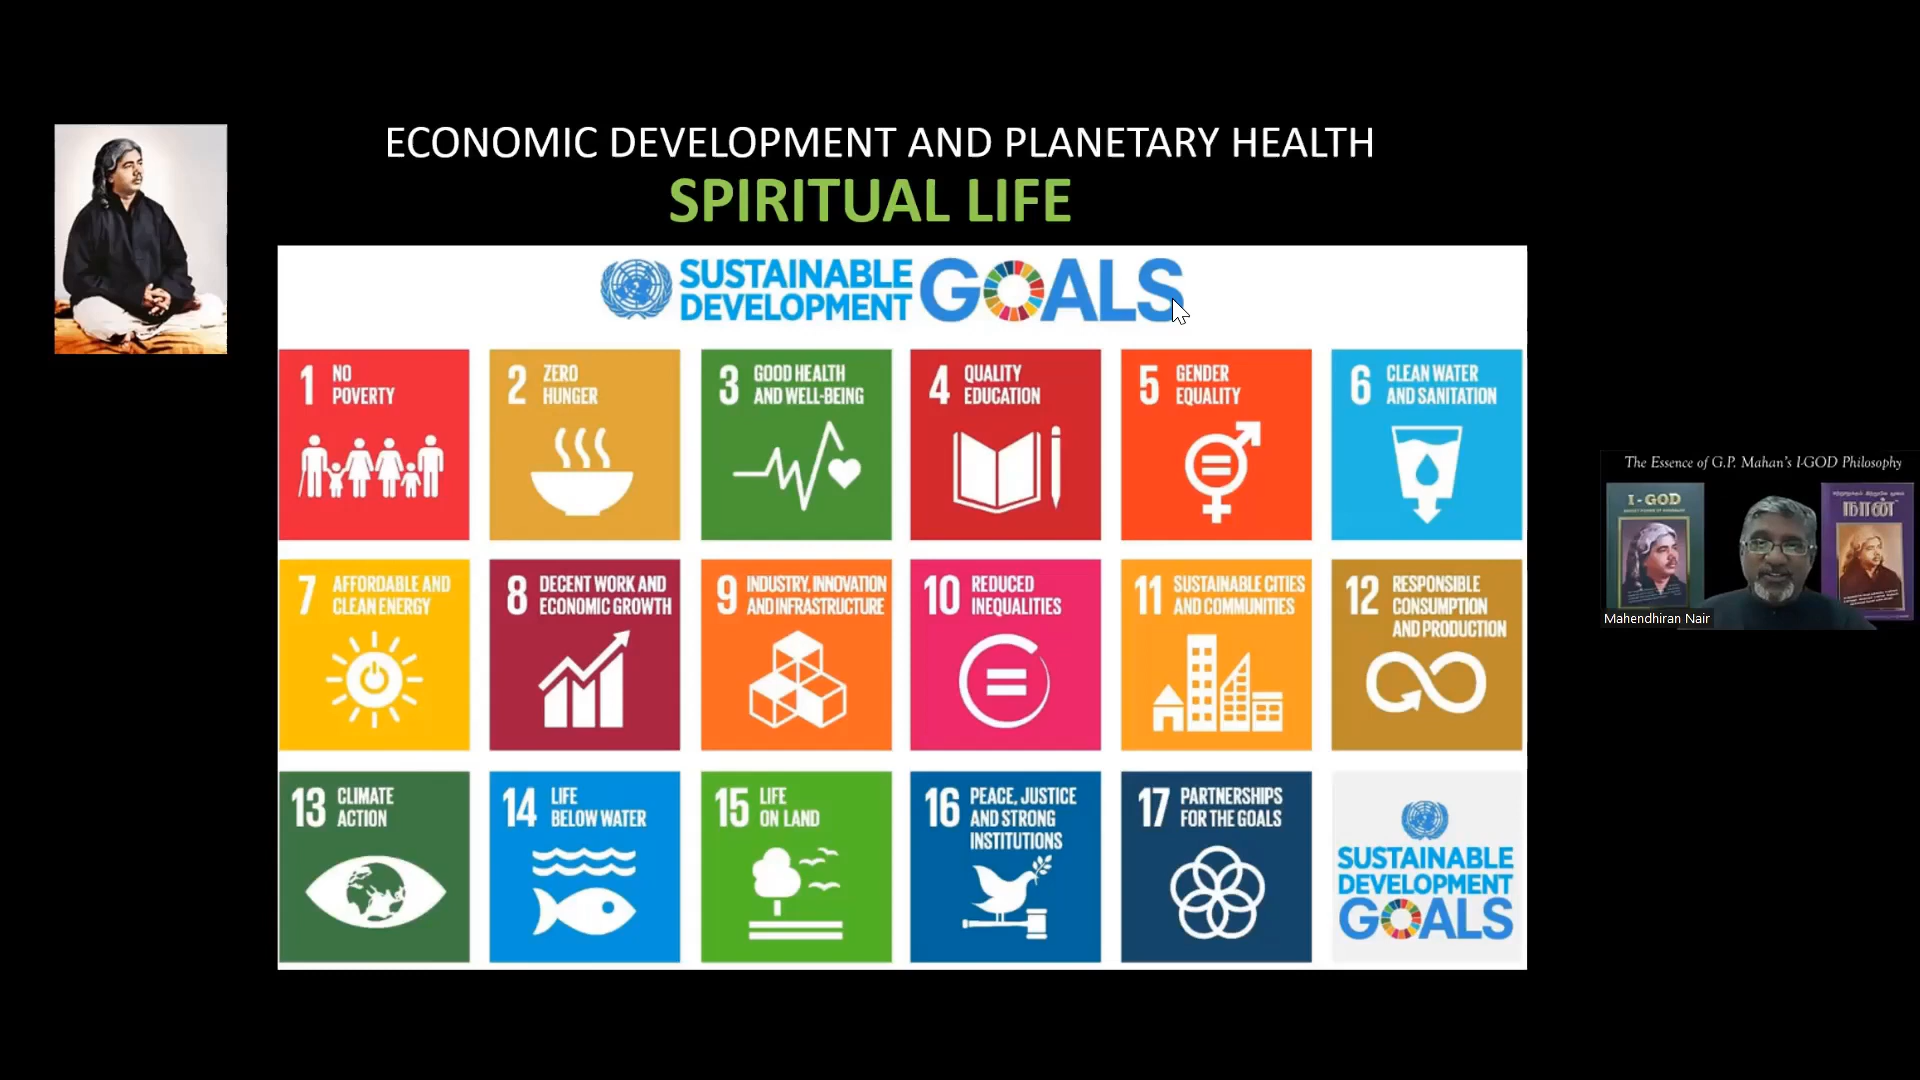 ECONOMIC DEVELOPMENT AND PLANETARY HEALTH
SPIRITUAL LIFE
SUSTAINABLE
DEVELOPMENT
GOALS
1 NO
POVERTY
2 ZERO
HUNGER
3 GOOD HEALTH
AND WELL-BEING
4 QUALITY
EDUCATION
5 GENDER
EQUALITY
6 CLEAN WATER
AND SANITATION
7 AFFORDABLE AND
CLEAN ENERGY
8 DECENT WORK AND
ECONOMIC GROWTH
9 INDUSTRY, INNOVATION
AND INFRASTRUCTURE
10 REDUCED
INEQUALITIES
11 SUSTAINABLE CITIES
AND COMMUNITIES
12 RESPONSIBLE
CONSUMPTION
AND PRODUCTION
13 CLIMATE
ACTION
14 LIFE
BELOW WATER
15 LIFE
ON LAND
16 PEACE, JUSTICE
AND STRONG
INSTITUTIONS
17 PARTNERSHIPS
FOR THE GOALS
SUSTAINABLE
DEVELOPMENT
GOALS
The Essence of G.P. Mahan's I-GOD Philosophy
I-GOD
நான்
Mahendhiran Nair